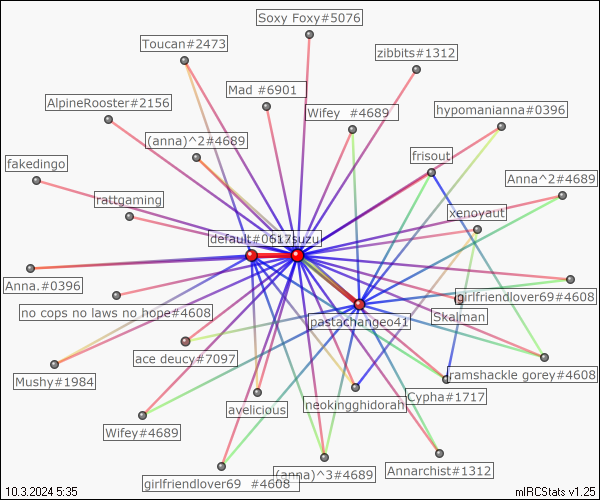 Soxy Foxy#5076
Toucan#2473
zibbits#1312
Mad #6901
AlpineRooster#2156
Wifey #4689
hypomanianna#0396
(anna)^2#4689
frisout
fakedingo
Anna^2#4689
rattgaming
xenoyaut
default#0617
suzu
Anna.#0396
girlfriendlover69#4608
no cops no laws no hope#4608
Skaiman
pastachangeo41
ace deucy#7097
Mushy#1984
ramshackle gorey#4608
Cypha#1717
avelicious
neokingghidorah
Wifey#4689
(anna)^3#4689
Annarchist#1312
girlfriendlover69 #4608
10.3.2024 5:35
mIRCStats v1.25